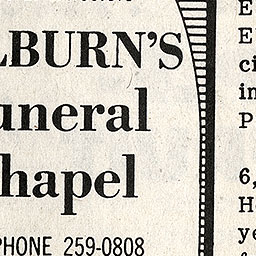 LBURN'S
uneral
hapel
PHONE 259-0808
E
E
ci
in
P
6,
H
ye